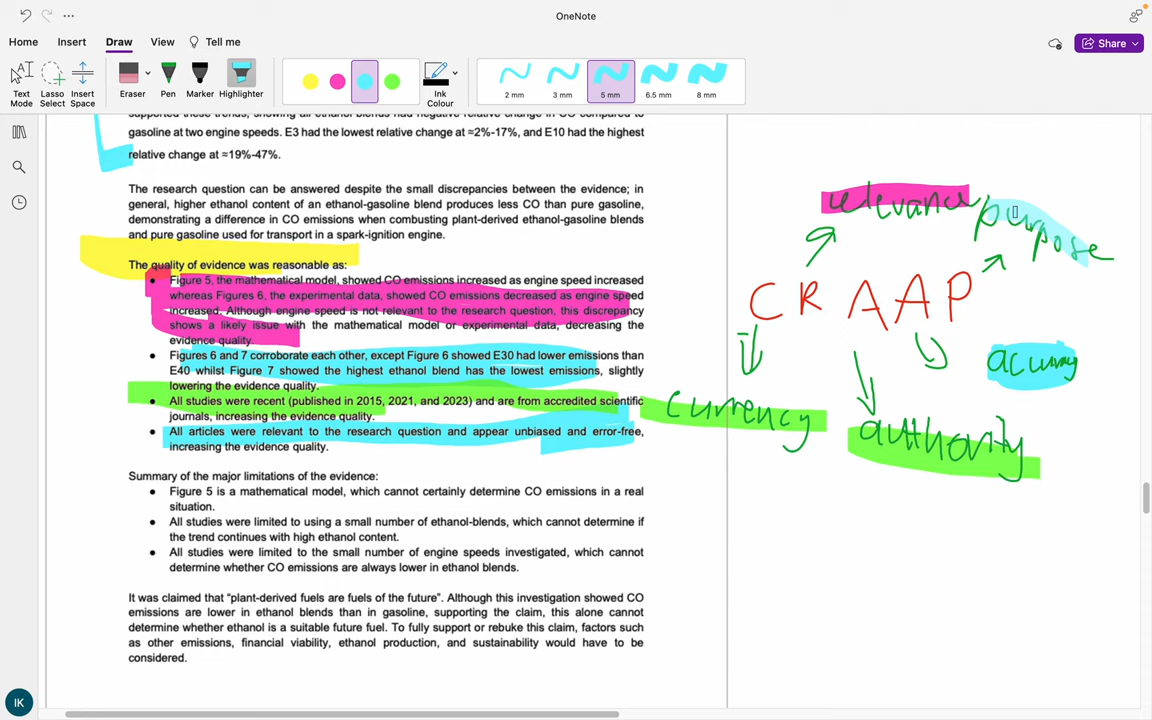 OneNote
Home Insert Draw View Tell me
Share
Text Mode
Lasso Select
Insert Space
Eraser
Pen
Marker
Highlighter
Ink Colour
2 mm
3 mm
5 mm
6.5 mm
8 mm
supported these trends, showing all ethanol blends had negative relative change in CO compared to
gasoline at two engine speeds. E3 had the lowest relative change at ≈2%-17%, and E10 had the highest
relative change at ≈19%-47%.
The research question can be answered despite the small discrepancies between the evidence; in
general, higher ethanol content of an ethanol-gasoline blend produces less CO than pure gasoline,
demonstrating a difference in CO emissions when combusting plant-derived ethanol-gasoline blends
and pure gasoline used for transport in a spark-ignition engine.
The quality of evidence was reasonable as:
• Figure 5, the mathematical model, showed CO emissions increased as engine speed increased
whereas Figures 6, the experimental data, showed CO emissions decreased as engine speed
increased. Although engine speed is not relevant to the research question, this discrepancy
shows a likely issue with the mathematical model or experimental data, decreasing the
evidence quality.
• Figures 6 and 7 corroborate each other, except Figure 6 showed E30 had lower emissions than
E40 whilst Figure 7 showed the highest ethanol blend has the lowest emissions, slightly
lowering the evidence quality.
• All studies were recent (published in 2015, 2021, and 2023) and are from accredited scientific
journals, increasing the evidence quality.
• All articles were relevant to the research question and appear unbiased and error-free,
increasing the evidence quality.
Summary of the major limitations of the evidence:
• Figure 5 is a mathematical model, which cannot certainly determine CO emissions in a real
situation.
• All studies were limited to using a small number of ethanol-blends, which cannot determine if
the trend continues with high ethanol content.
• All studies were limited to the small number of engine speeds investigated, which cannot
determine whether CO emissions are always lower in ethanol blends.
It was claimed that “plant-derived fuels are fuels of the future”. Although this investigation showed CO
emissions are lower in ethanol blends than in gasoline, supporting the claim, this alone cannot
determine whether ethanol is a suitable future fuel. To fully support or rebuke this claim, factors such
as other emissions, financial viability, ethanol production, and sustainability would have to be
considered.
relevance
purpose
C R A A P
currency
authority
IK